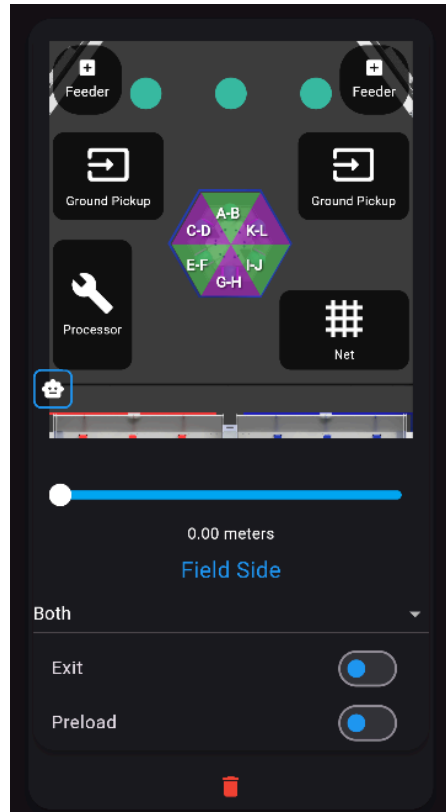 Feeder
Feeder
Ground Pickup
Ground Pickup
A-B
C-D
K-L
E-F
I-J
G-H
Processor
Net
0.00 meters
Field Side
Both
Exit
Preload